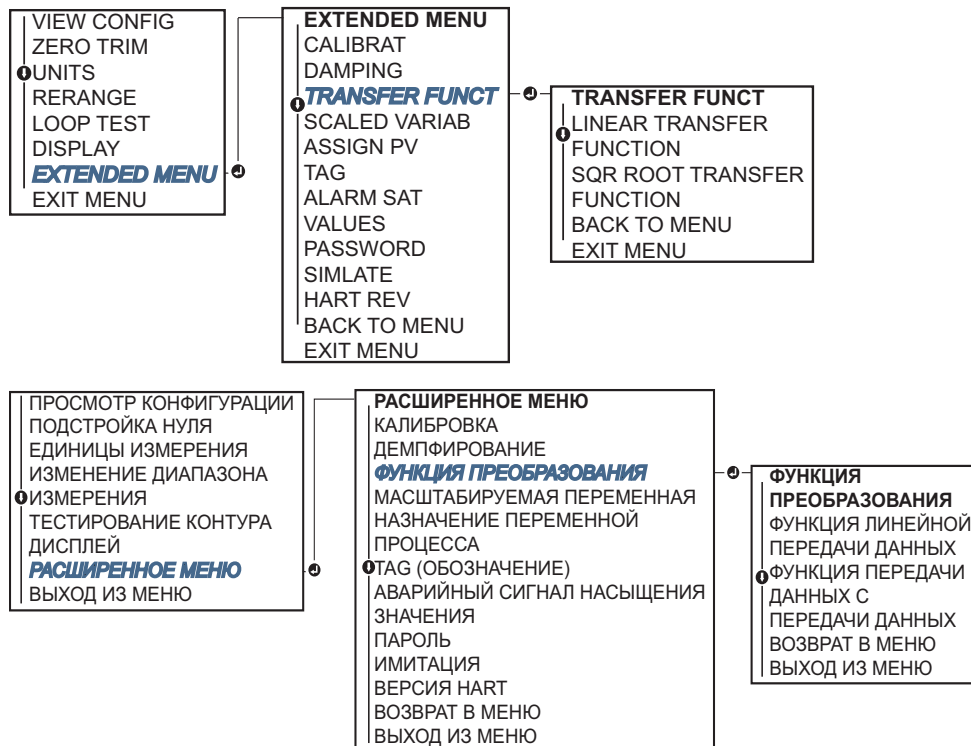 VIEW CONFIG
ZERO TRIM
UNITS
RERANGE
LOOP TEST
DISPLAY
EXTENDED MENU
EXIT MENU
EXTENDED MENU
CALIBRAT
DAMPING
TRANSFER FUNCT
SCALED VARIAB
ASSIGN PV
TAG
ALARM SAT
VALUES
PASSWORD
SIMLATE
HART REV
BACK TO MENU
EXIT MENU
TRANSFER FUNCT
LINEAR TRANSFER
FUNCTION
SQR ROOT TRANSFER
FUNCTION
BACK TO MENU
EXIT MENU
ПРОСМОТР КОНФИГУРАЦИИ
ПОДСТРОЙКА НУЛЯ
ЕДИНИЦЫ ИЗМЕРЕНИЯ
ИЗМЕНЕНИЕ ДИАПАЗОНА
ИЗМЕРЕНИЯ
ТЕСТИРОВАНИЕ КОНТУРА
ДИСПЛЕЙ
РАСШИРЕННОЕ МЕНЮ
ВЫХОД ИЗ МЕНЮ
РАСШИРЕННОЕ МЕНЮ
КАЛИБРОВКА
ДЕМПФИРОВАНИЕ
ФУНКЦИЯ ПРЕОБРАЗОВАНИЯ
МАСШТАБИРУЕМАЯ ПЕРЕМЕННАЯ
НАЗНАЧЕНИЕ ПЕРЕМЕННОЙ
ПРОЦЕССА
TAG (ОБОЗНАЧЕНИЕ)
АВАРИЙНЫЙ СИГНАЛ НАСЫЩЕНИЯ
ЗНАЧЕНИЯ
ПАРОЛЬ
ИМИТАЦИЯ
ВЕРСИЯ HART
ВОЗВРАТ В МЕНЮ
ВЫХОД ИЗ МЕНЮ
ФУНКЦИЯ
ПРЕОБРАЗОВАНИЯ
ФУНКЦИЯ ЛИНЕЙНОЙ
ПЕРЕДАЧИ ДАННЫХ
ФУНКЦИЯ ПЕРЕДАЧИ
ДАННЫХ С
ПЕРЕДАЧИ ДАННЫХ
ВОЗВРАТ В МЕНЮ
ВЫХОД ИЗ МЕНЮ